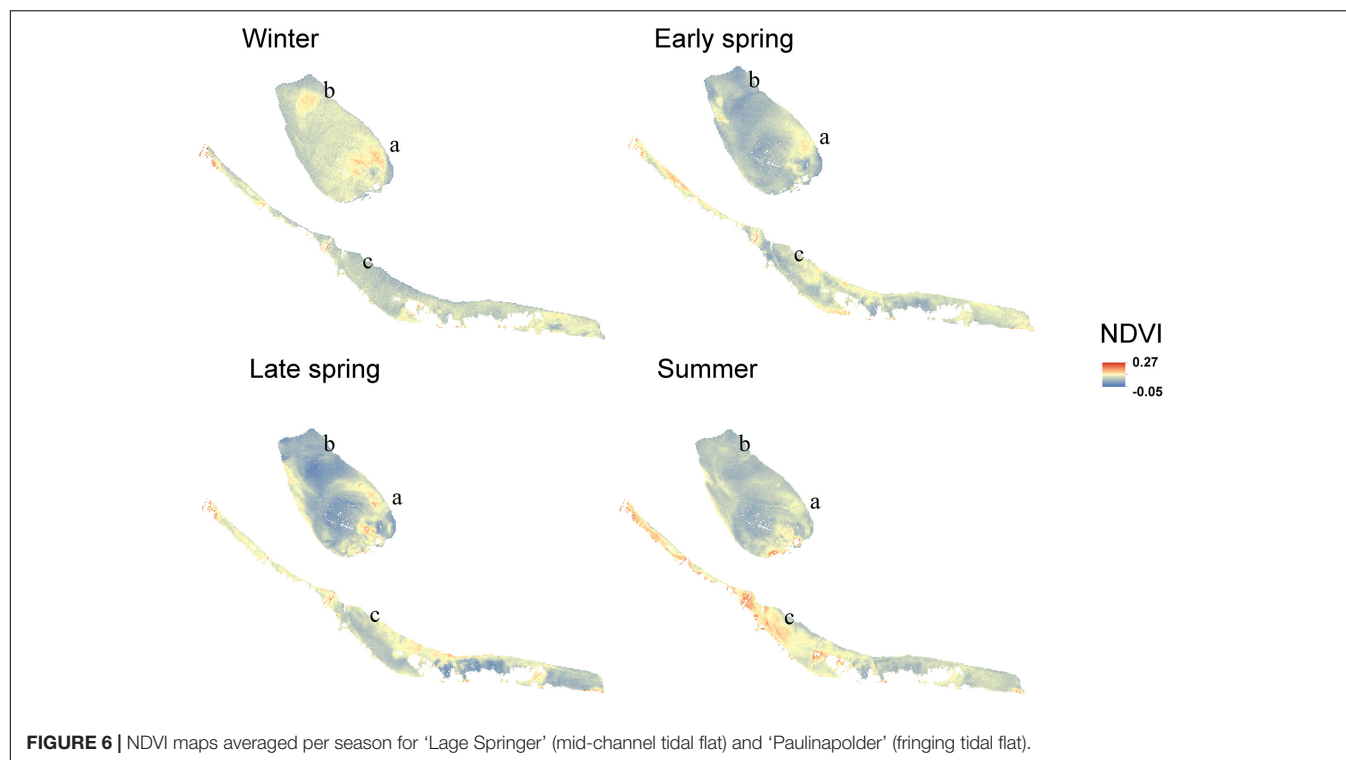 Winter
Early spring
b
b
a
a
c
c
NDVI
0.27
-0.05
Late spring
Summer
b
b
a
a
c
c
FIGURE 6 | NDVI maps averaged per season for ‘Lage Springer’ (mid-channel tidal flat) and ‘Paulinapolder’ (fringing tidal flat).